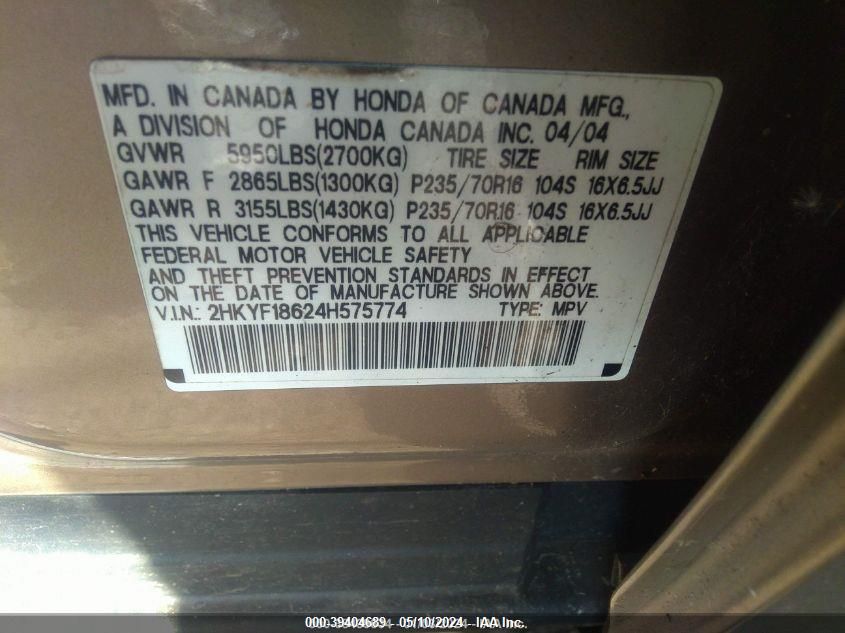 MFD. IN CANADA BY HONDA OF CANADA MFG.,
A DIVISION OF HONDA CANADA INC. 04/04
GVWR 5950LBS(2700KG) TIRE SIZE RIM SIZE
GAWR F 2865LBS(1300KG) P235/70R16 104S 16X6.5JJ
GAWR R 3155LBS(1430KG) P235/70R16 104S 16X6.5JJ
THIS VEHICLE CONFORMS TO ALL APPLICABLE
FEDERAL MOTOR VEHICLE SAFETY
AND THEFT PREVENTION STANDARDS IN EFFECT
ON THE DATE OF MANUFACTURE SHOWN ABOVE.
V.I.N.: 2HKYF18624H575774 TYPE: MPV
000-39404689 - 05/10/2024 - IAA Inc.